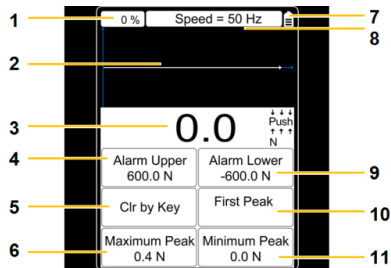 1
0 %
Speed = 50 Hz
7
8
2
3
0.0
Push
N
4
Alarm Upper
600.0 N
Alarm Lower
-600.0 N
9
5
Clr by Key
First Peak
10
6
Maximum Peak
0.4 N
Minimum Peak
0.0 N
11